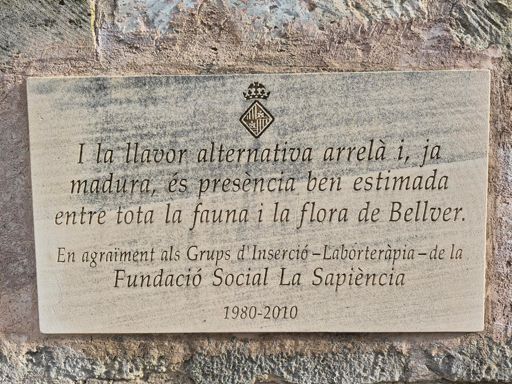 I la llavor alternativa arrelà i, ja
madura, és presència ben estimada
entre tota la fauna i la flora de Bellver.
En agraïment als Grups d'Inserció-Laborteràpia-de la
Fundació Social La Sapiència
1980-2010